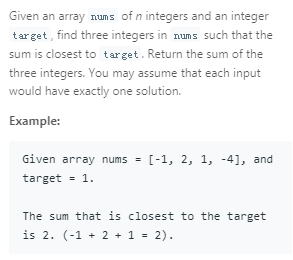 Given an array nums of n integers and an integer
target, find three integers in nums such that the
sum is closest to target. Return the sum of the
three integers. You may assume that each input
would have exactly one solution.
Example:
Given array nums = [-1, 2, 1, -4], and
target = 1.
The sum that is closest to the target
is 2. (-1 + 2 + 1 = 2).